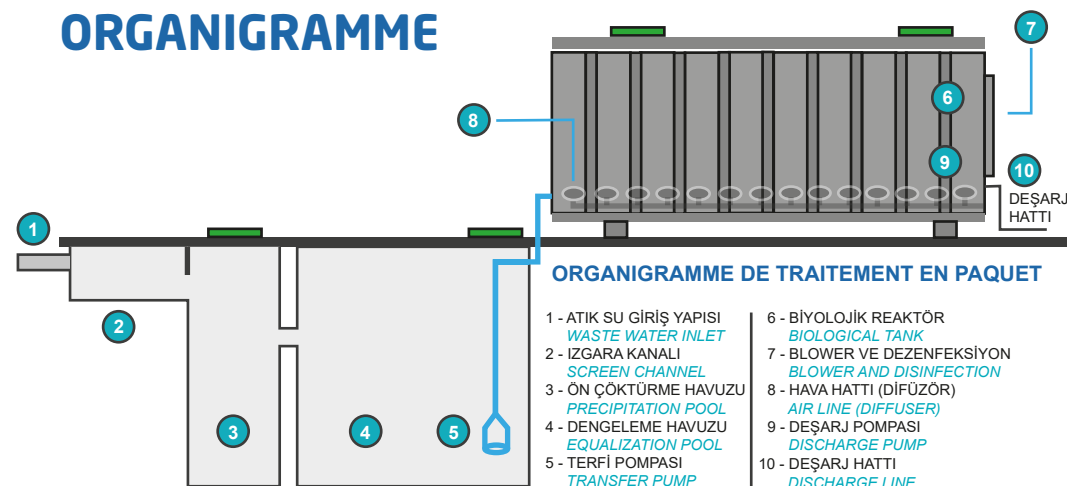 ORGANIGRAMME
7
6
8
9
10
DEŞARJ
HATTI
1
2
3
4
5
ORGANIGRAMME DE TRAITEMENT EN PAQUET
1 - ATIK SU GİRİŞ YAPISI
WASTE WATER INLET
2 - IZGARA KANALI
SCREEN CHANNEL
3 - ÖN ÇÖKTÜRME HAVUZU
PRECIPITATION POOL
4 - DENGELEME HAVUZU
EQUALIZATION POOL
5 - TERFİ POMPASI
TRANSFER PUMP
6 - BİYOLOJİK REAKTÖR
BIOLOGICAL TANK
7 - BLOWER VE DEZENFEKSİYON
BLOWER AND DISINFECTION
8 - HAVA HATTI (DİFÜZÖR)
AIR LINE (DIFFUSER)
9 - DEŞARJ POMPASI
DISCHARGE PUMP
10 - DEŞARJ HATTI
DISCHARGE LINE